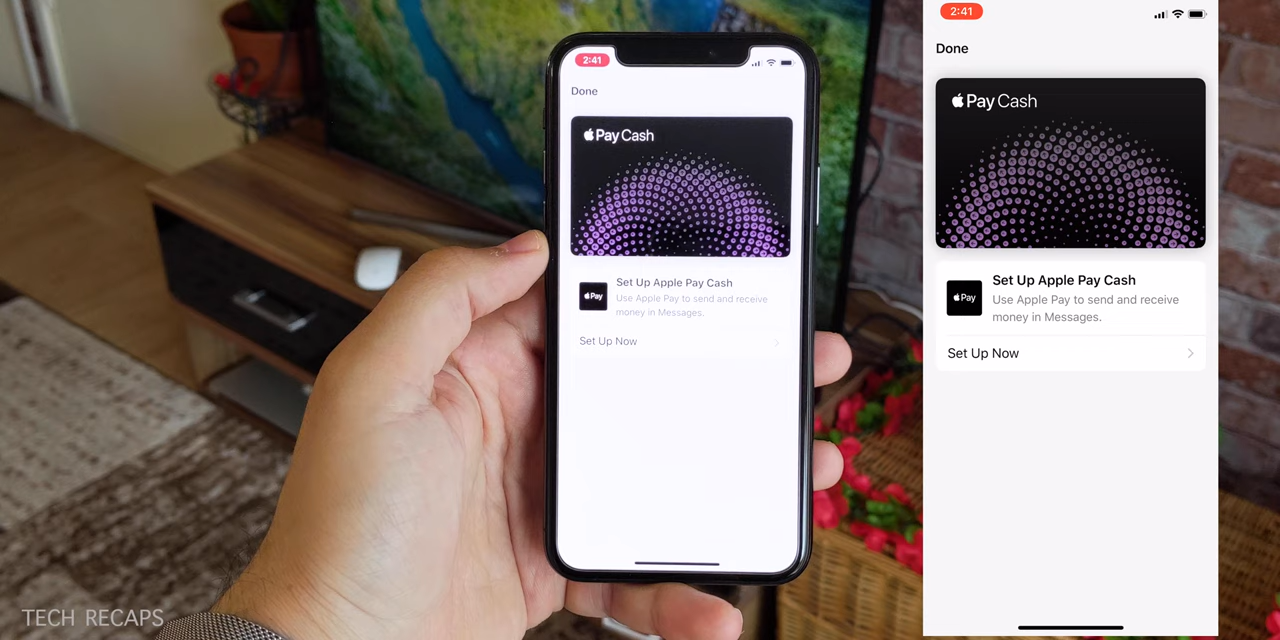 2:41
Done
Pay Cash
Pay
Set Up Apple Pay Cash
Use Apple Pay to send and receive
money in Messages.
Set Up Now
2:41
Done
Pay Cash
Pay
Set Up Apple Pay Cash
Use Apple Pay to send and receive
money in Messages.
Set Up Now
TECH RECAPS